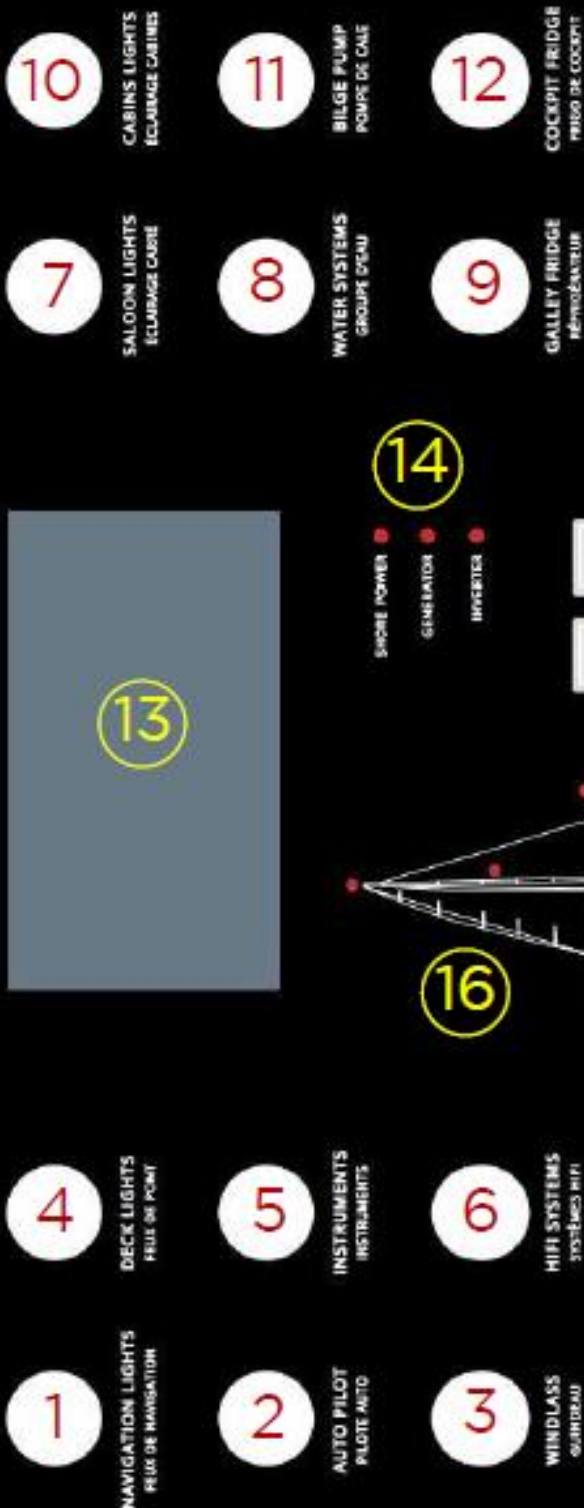 10
CABINS LIGHTS
ÉCLAIRAGE CABINES
11
BILGE PUMP
POMPE DE CALE
12
COCKPIT FRIDGE
FRIGO DE COCKPIT
7
SALOON LIGHTS
ÉCLAIRAGE CARRÉ
8
WATER SYSTEMS
GROUPE D'EAU
9
GALLEY FRIDGE
RÉFRIGÉRATEUR
14
SHORE POWER
GENERATOR
INVERTER
13
16
4
DECK LIGHTS
FEUX DE PONT
5
INSTRUMENTS
INSTRUMENTS
6
HIFI SYSTEMS
SYSTÈMES HIFI
1
NAVIGATION LIGHTS
FEUX DE NAVIGATION
2
AUTO PILOT
PILOTE AUTO
3
WINDLASS
GUINDEAU